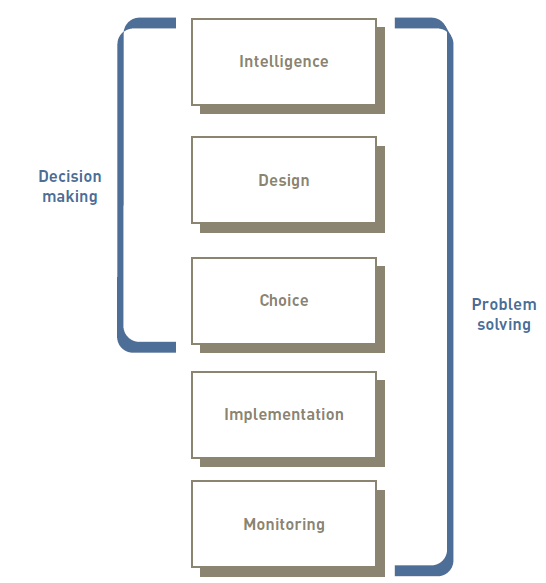 Intelligence
Decision
making
Design
Choice
Problem
solving
Implementation
Monitoring